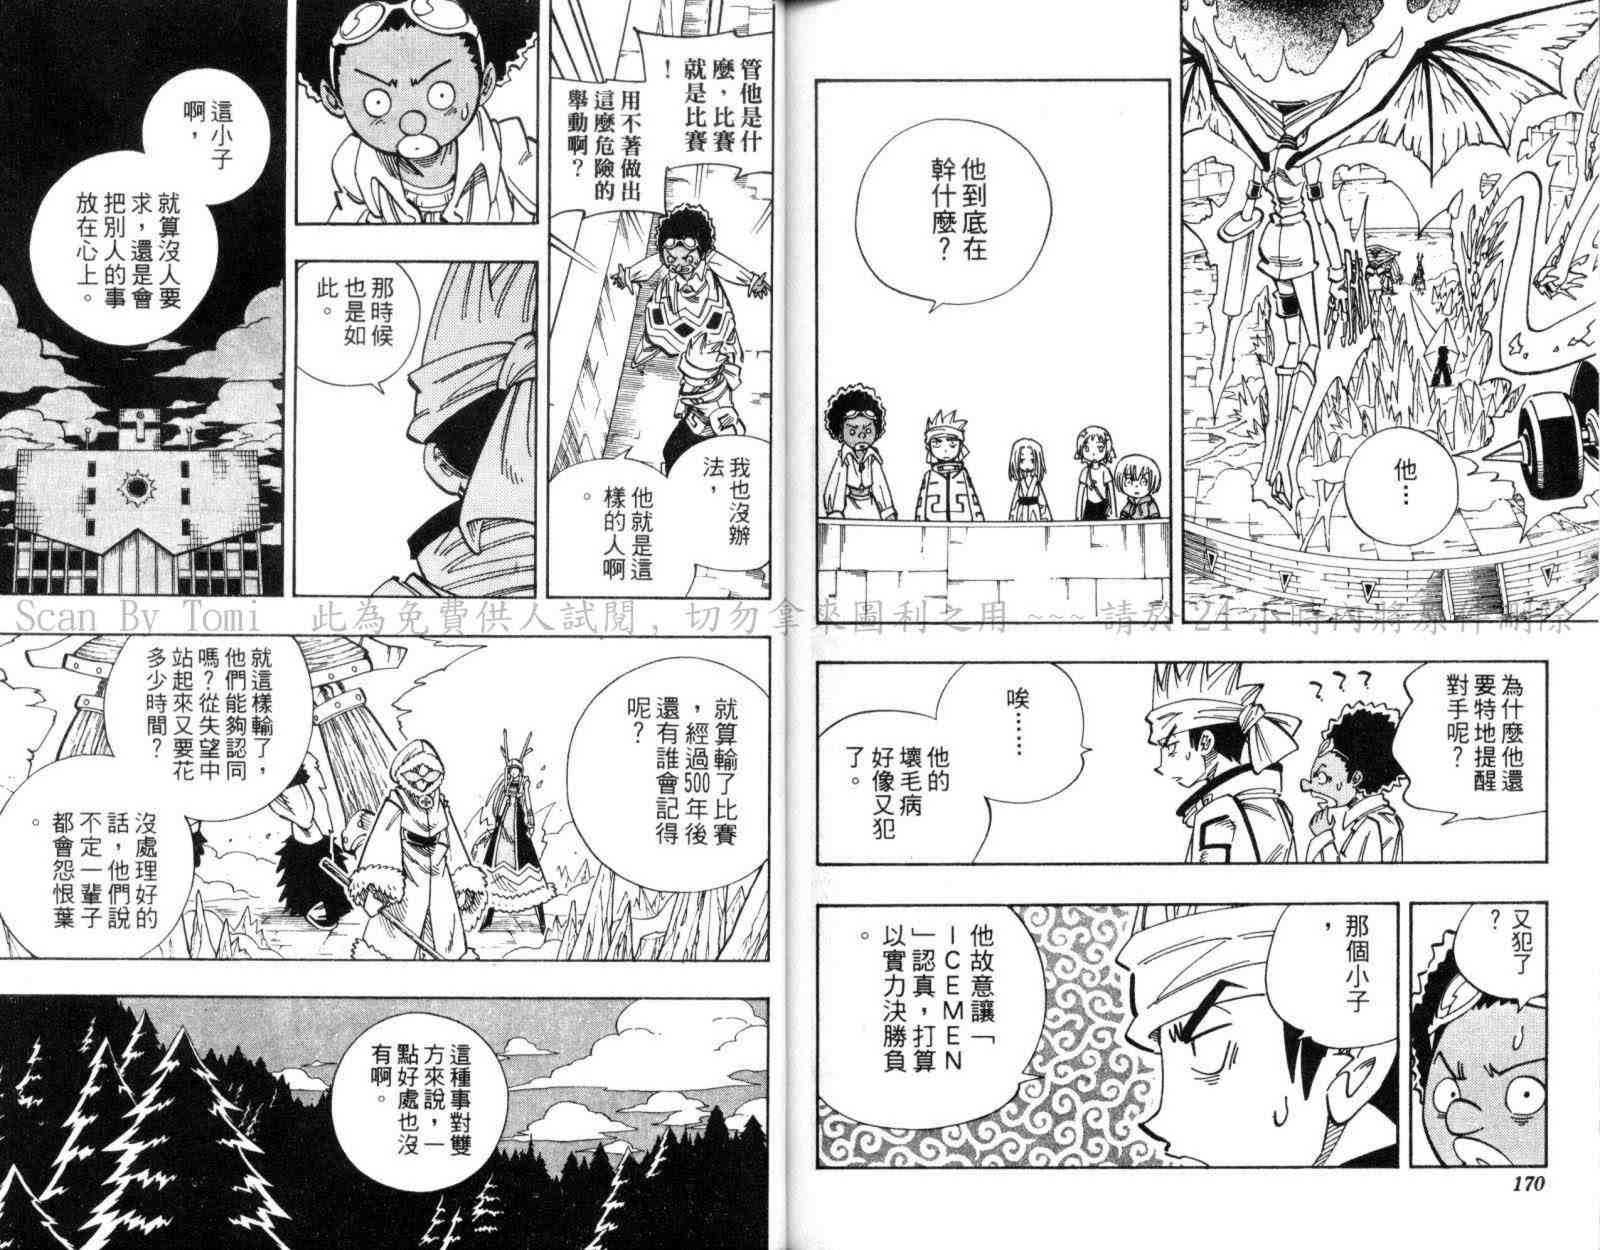 他…
他到底在
幹什麼?
為什麼他還
要特地提醒
對手呢?
???
唉……
他的
壞毛病
好像又犯
了。
又犯了
?
那個小子
,
他故意讓「
ICEMEN
」認真,打算
以實力決勝負
。
170
管他是什
麼,比賽
就是比賽
!
用不著做出
這麼危險的
舉動啊?
我也沒辦
法,
他就是這
樣的人啊
。
那時候
也是如
此。
這小子
啊,
就算沒人要
求,還是會
把別人的事
放在心上。
Scan By Tomi 此為免費供人試閱,切勿拿來圖利之用 ~~~ 請於 24 小時內將原件刪除
就算輸了比賽
,經過500年後
還有誰會記得
呢?
就這樣輸了,
他們能夠認同
嗎?從失望中
站起來又要花
多少時間?
沒處理好的
話,他們說
不定一輩子
都會怨恨葉
。
這種事對雙
方來說,一
點好處也沒
有啊。